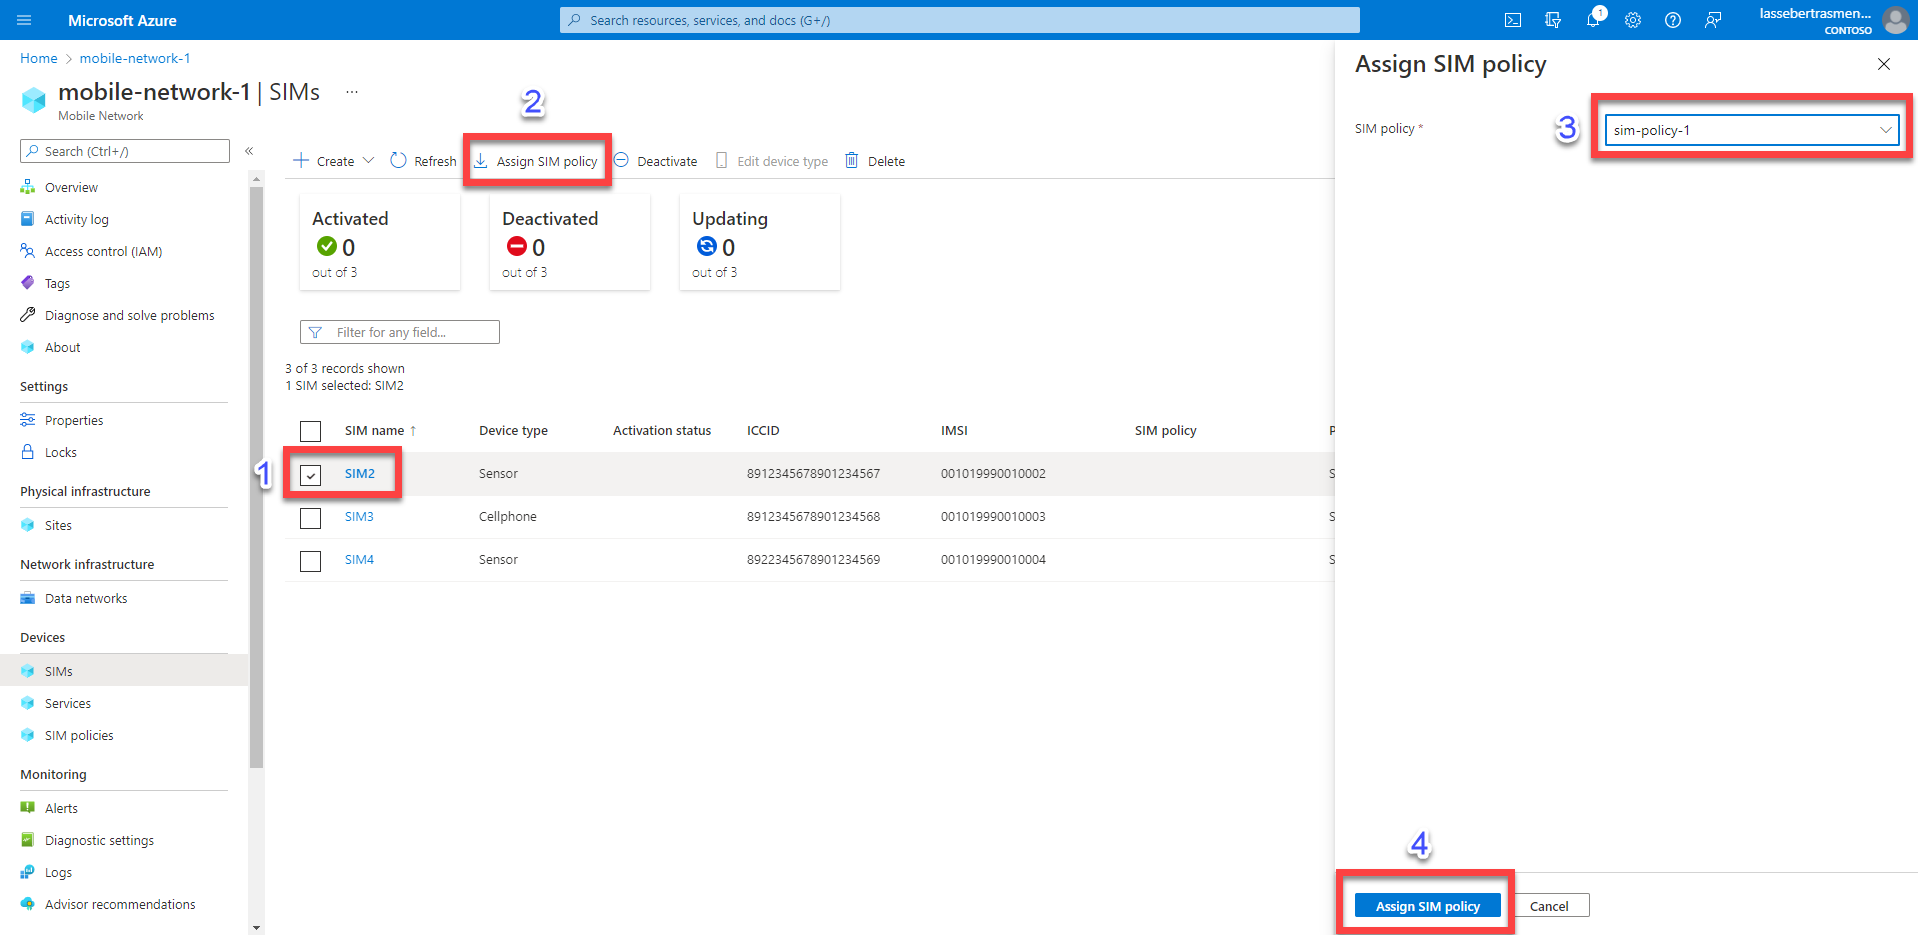 Microsoft Azure
Search resources, services, and docs (G+/)
1
lassebertrasmen...
CONTOSO
Home > mobile-network-1
mobile-network-1 | SIMs ...
Mobile Network
Search (Ctrl+/)
«
Overview
Activity log
Access control (IAM)
Tags
Diagnose and solve problems
About
Settings
Properties
Locks
Physical infrastructure
Sites
Network infrastructure
Data networks
Devices
SIMs
Services
SIM policies
Monitoring
Alerts
Diagnostic settings
Logs
Advisor recommendations
2
Create Refresh Assign SIM policy Deactivate Edit device type Delete
Activated
0
out of 3
Deactivated
0
out of 3
Updating
0
out of 3
Filter for any field...
3 of 3 records shown
1 SIM selected: SIM2
SIM name ↑ Device type Activation status ICCID IMSI SIM policy P
1
SIM2 Sensor 8912345678901234567 001019990010002 S
SIM3 Cellphone 8912345678901234568 001019990010003 S
SIM4 Sensor 8922345678901234569 001019990010004 S
Assign SIM policy
SIM policy *
3
sim-policy-1
4
Assign SIM policy
Cancel